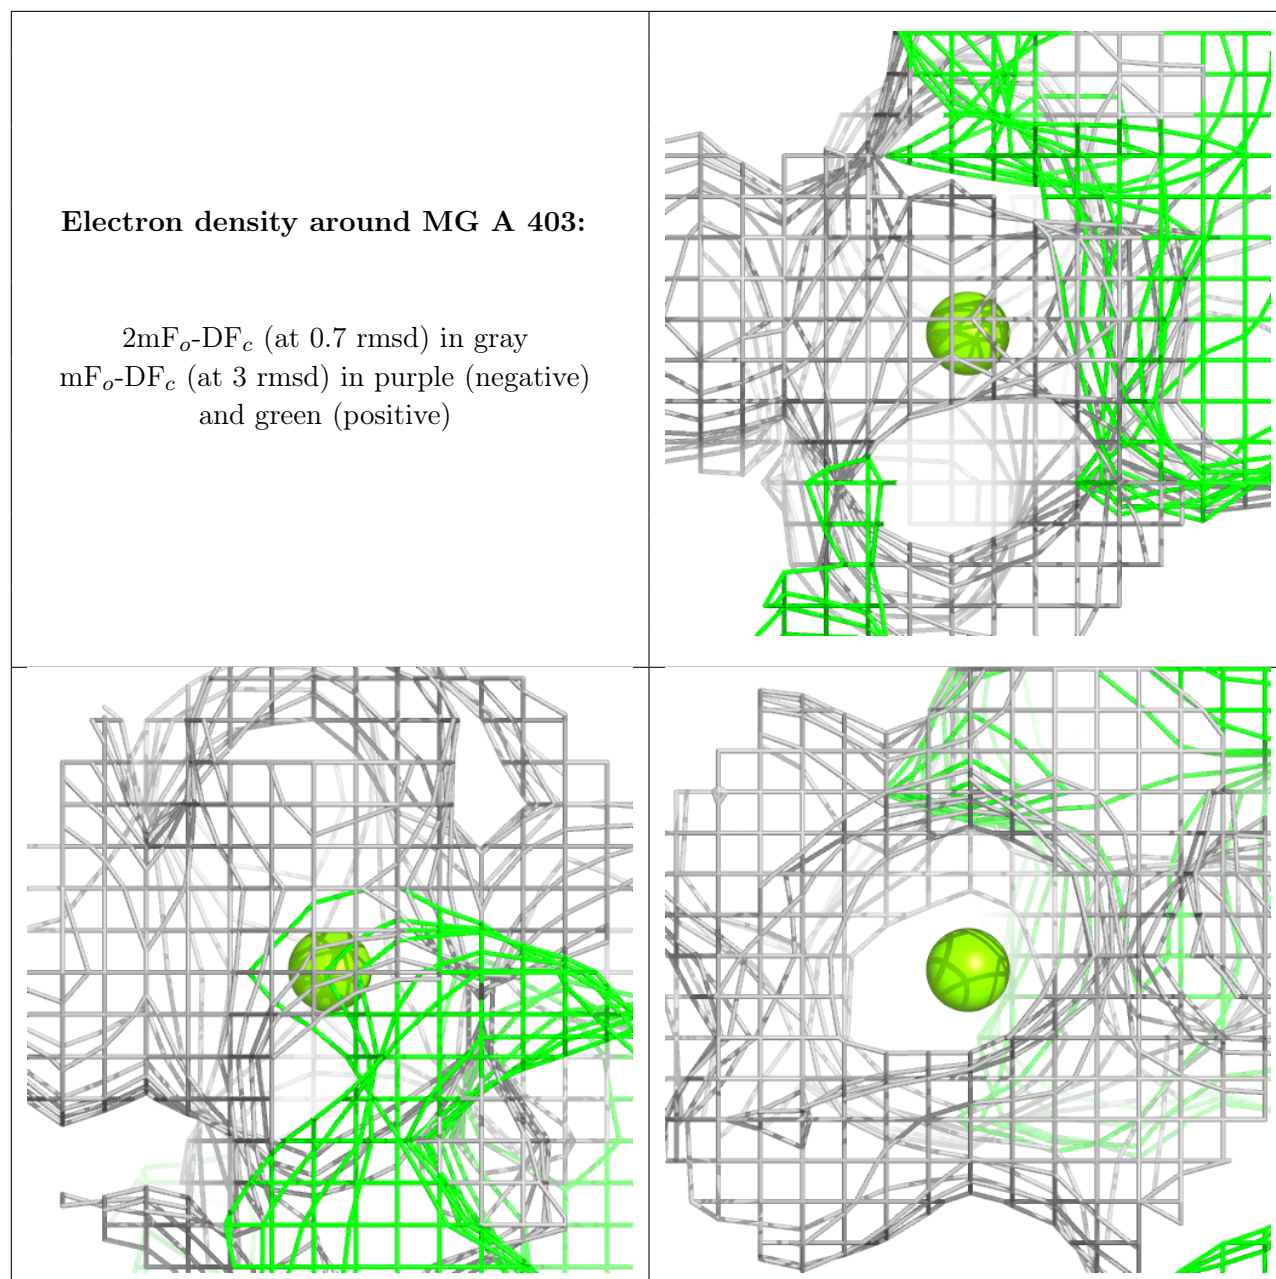 Electron density around MG A 403:
2mFₒ-DF𝒸 (at 0.7 rmsd) in gray
mFₒ-DF𝒸 (at 3 rmsd) in purple (negative)
and green (positive)